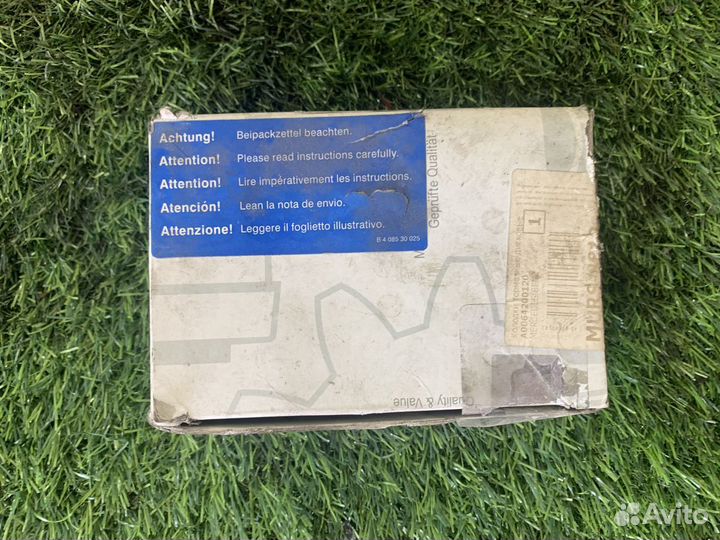 Achtung! Beipackzettel beachten.
Attention! Please read instructions carefully.
Attention! Lire impérativement les instructions.
Atención! Lean la nota de envio.
Attenzione! Leggere il foglietto illustrativo.
B 4 085 30 025
Geprüfte Qualität
Quality & Value
1
A0064200120
Avito